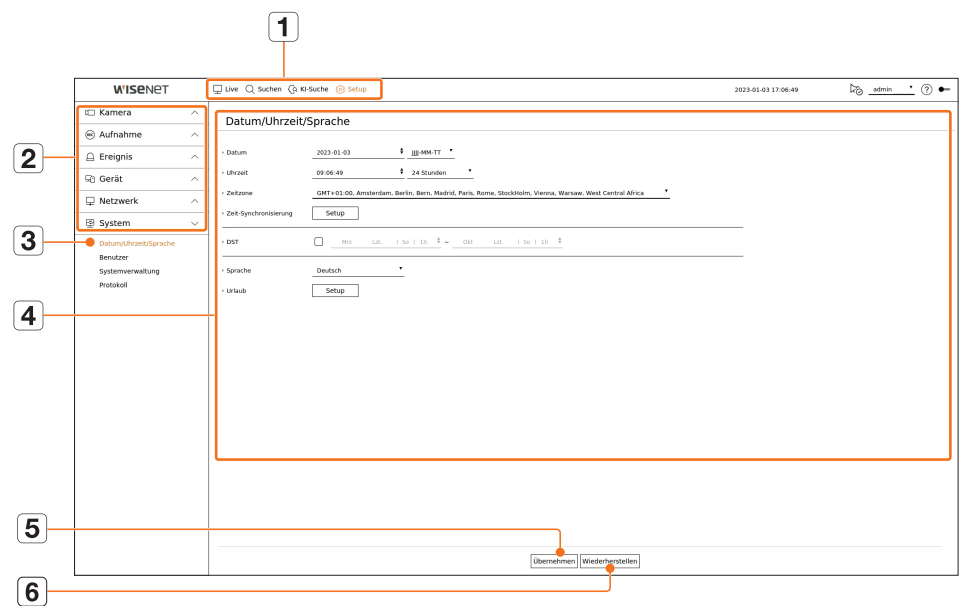 1
WISENET Live Suchen KI-Suche Setup 2023-01-03 17:06:49 admin ?
Kamera
Datum/Uhrzeit/Sprache
REC Aufnahme
2
Ereignis
Datum 2023-01-03 JJJJ-MM-TT
Gerät
Uhrzeit 09:06:49 24 Stunden
Netzwerk
Zeitzone GMT+01:00, Amsterdam, Berlin, Bern, Madrid, Paris, Rome, StockHolm, Vienna, Warsaw, West Central Africa
System
Zeit-Synchronisierung Setup
3
Datum/Uhrzeit/Sprache
DST Mrz Lzt. ( So ) 1h ~ Okt Lzt. ( So ) 1h
Benutzer
Systemverwaltung
Sprache Deutsch
Protokoll
Urlaub Setup
4
5
Übernehmen Wiederherstellen
6